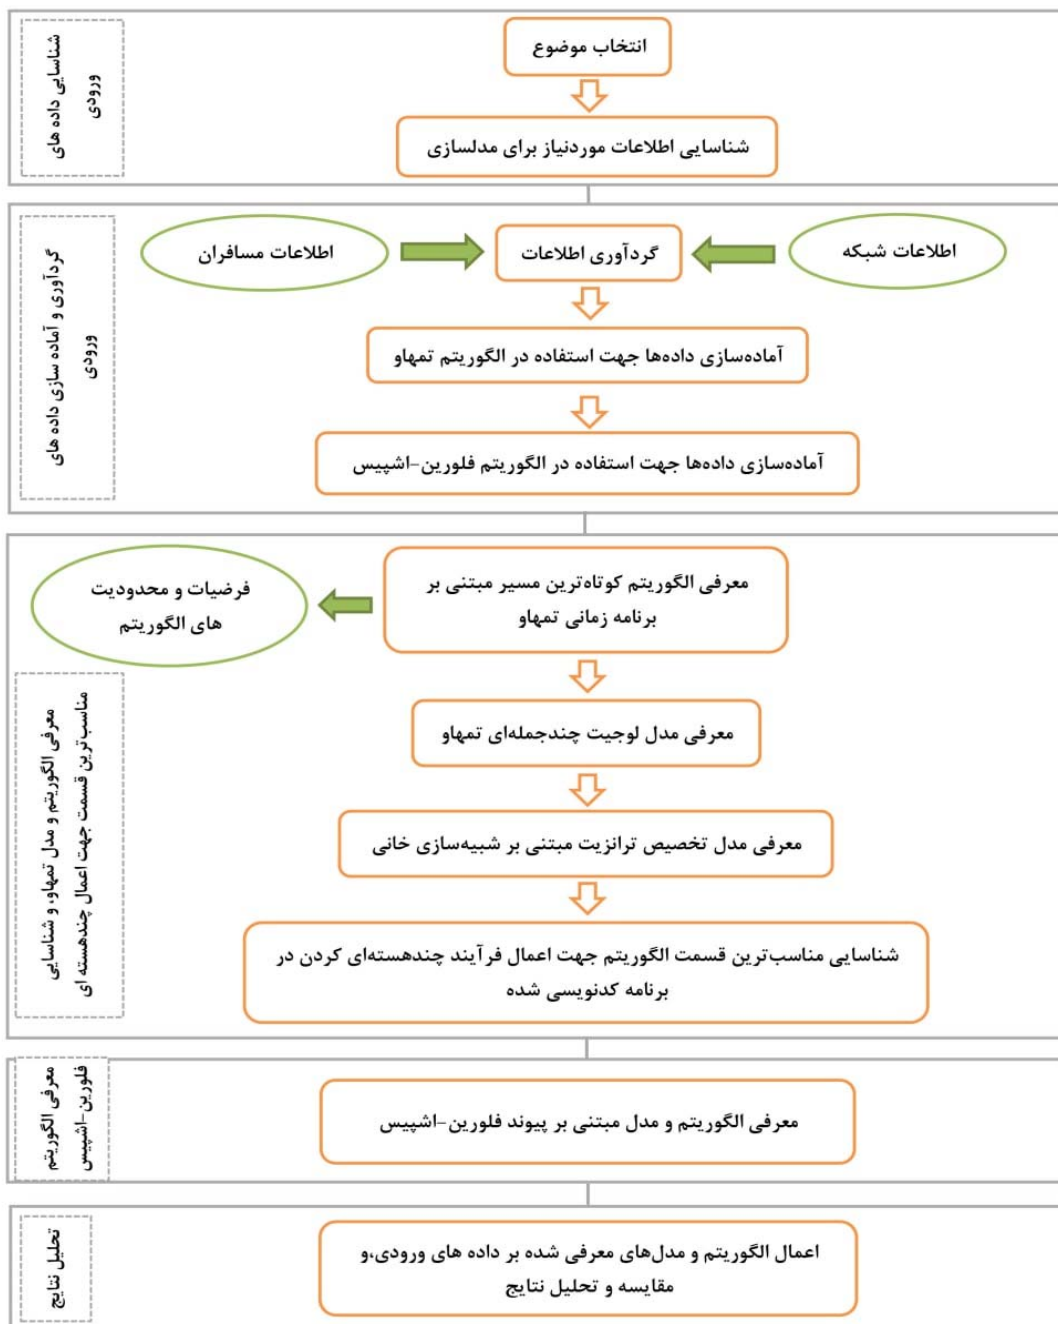 شناسایی داده های
ورودی
انتخاب موضوع
شناسایی اطلاعات موردنیاز برای مدلسازی
گردآوری و آماده سازی داده های
ورودی
اطلاعات شبکه
گردآوری اطلاعات
اطلاعات مسافران
آماده‌سازی داده‌ها جهت استفاده در الگوریتم تمهاو
آماده‌سازی داده‌ها جهت استفاده در الگوریتم فلورین-اشپیس
معرفی الگوریتم کوتاه‌ترین مسیر مبتنی بر
برنامه زمانی تمهاو
فرضیات و محدودیت
های الگوریتم
معرفی الگوریتم و مدل تمهاو، و شناسایی
مناسب‌ترین قسمت جهت اعمال چندهسته ای
معرفی مدل لوجیت چندجمله‌ای تمهاو
معرفی مدل تخصیص ترانزیت مبتنی بر شبیه‌سازی خانی
شناسایی مناسب‌ترین قسمت الگوریتم جهت اعمال فرآیند چندهسته‌ای کردن در
برنامه کدنویسی شده
معرفی الگوریتم
فلورین-اشپیس
معرفی الگوریتم و مدل مبتنی بر پیوند فلورین-اشپیس
تحلیل نتایج
اعمال الگوریتم و مدل‌های معرفی شده بر داده های ورودی،و
مقایسه و تحلیل نتایج